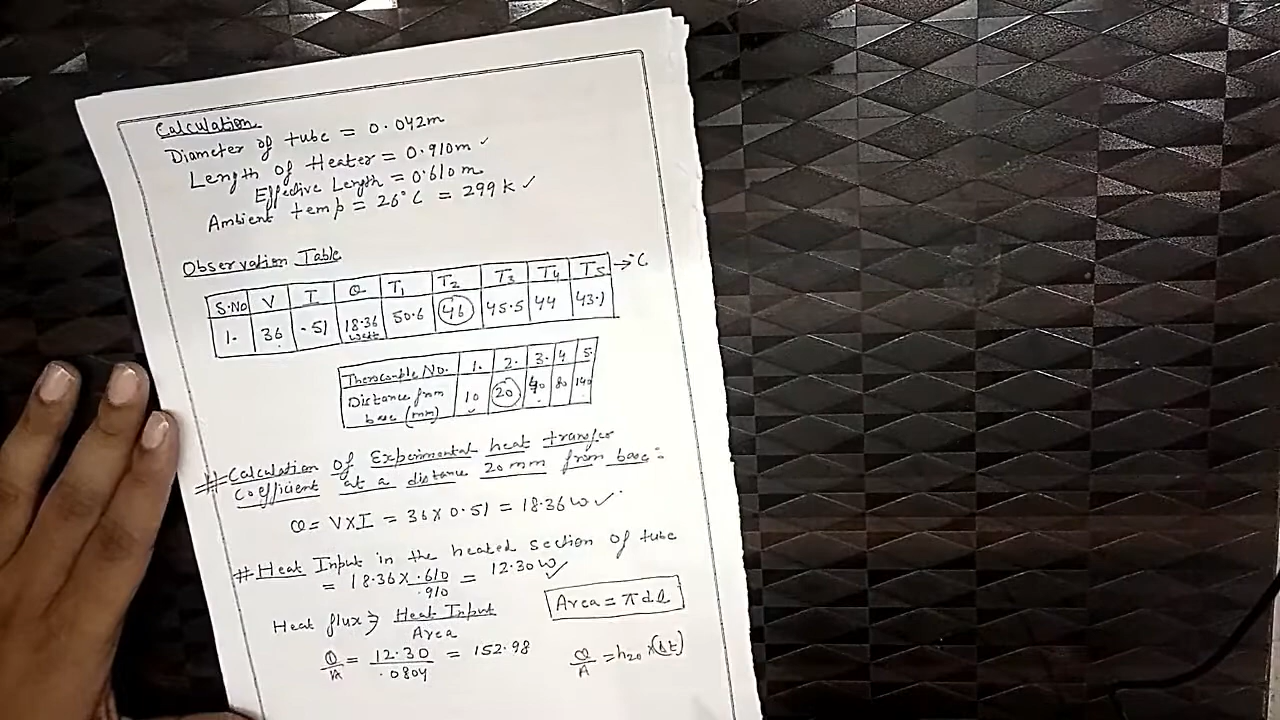 Calculation
Diameter of tube = 0.042m
Length of Heater = 0.910m ✓
Effective Length = 0.610m
Ambient temp = 26°C = 299k ✓
Observation Table
S.No V I Q T1 T2 T3 T4 T5 → °C
1. 36 .51 18.36 watt 50.6 46 45.5 44 43.1
Thermocouple No. 1. 2. 3. 4 5.
Distance from base (mm) 10 20 40 80 140
# Calculation of Experimental heat transfer
Coefficient at a distance 20mm from base:
Q = V×I = 36×0.51 = 18.36W ✓
# Heat Input in the heated section of tube
= 18.36 × .610/.910 = 12.30W ✓
Heat flux ⇒ Heat Input/Area
Area = πdl
Q/A = 12.30/.0804 = 152.98
Q/A = h20 × (Δt)